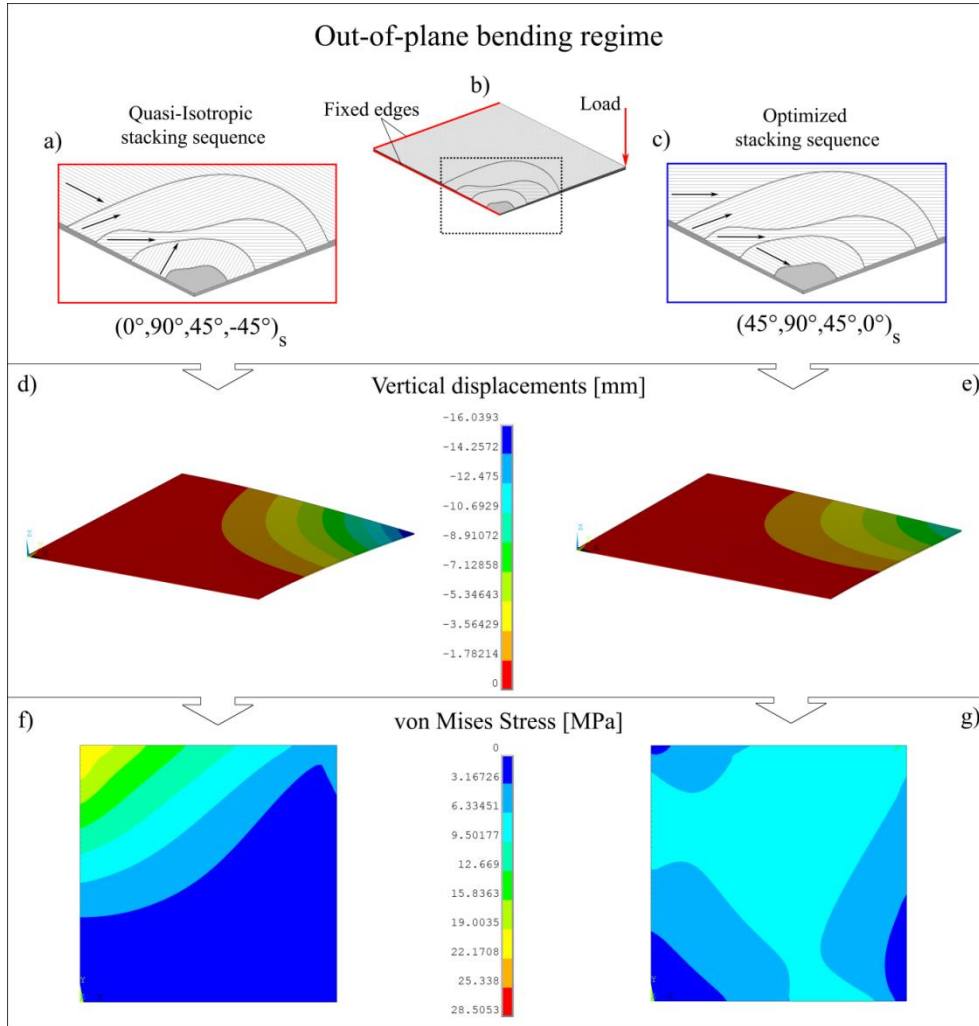 Out-of-plane bending regime
b)
Quasi-Isotropic
stacking sequence
a)
Fixed edges
Load
Optimized
stacking sequence
c)
(0°,90°,45°,-45°)s
(45°,90°,45°,0°)s
d)
Vertical displacements [mm]
e)
-16.0393
-14.2572
-12.475
-10.6929
-8.91072
-7.12858
-5.34643
-3.56429
-1.78214
0
f)
von Mises Stress [MPa]
g)
0
3.16726
6.33451
9.50177
12.669
15.8363
19.0035
22.1708
25.338
28.5053
Y
Y